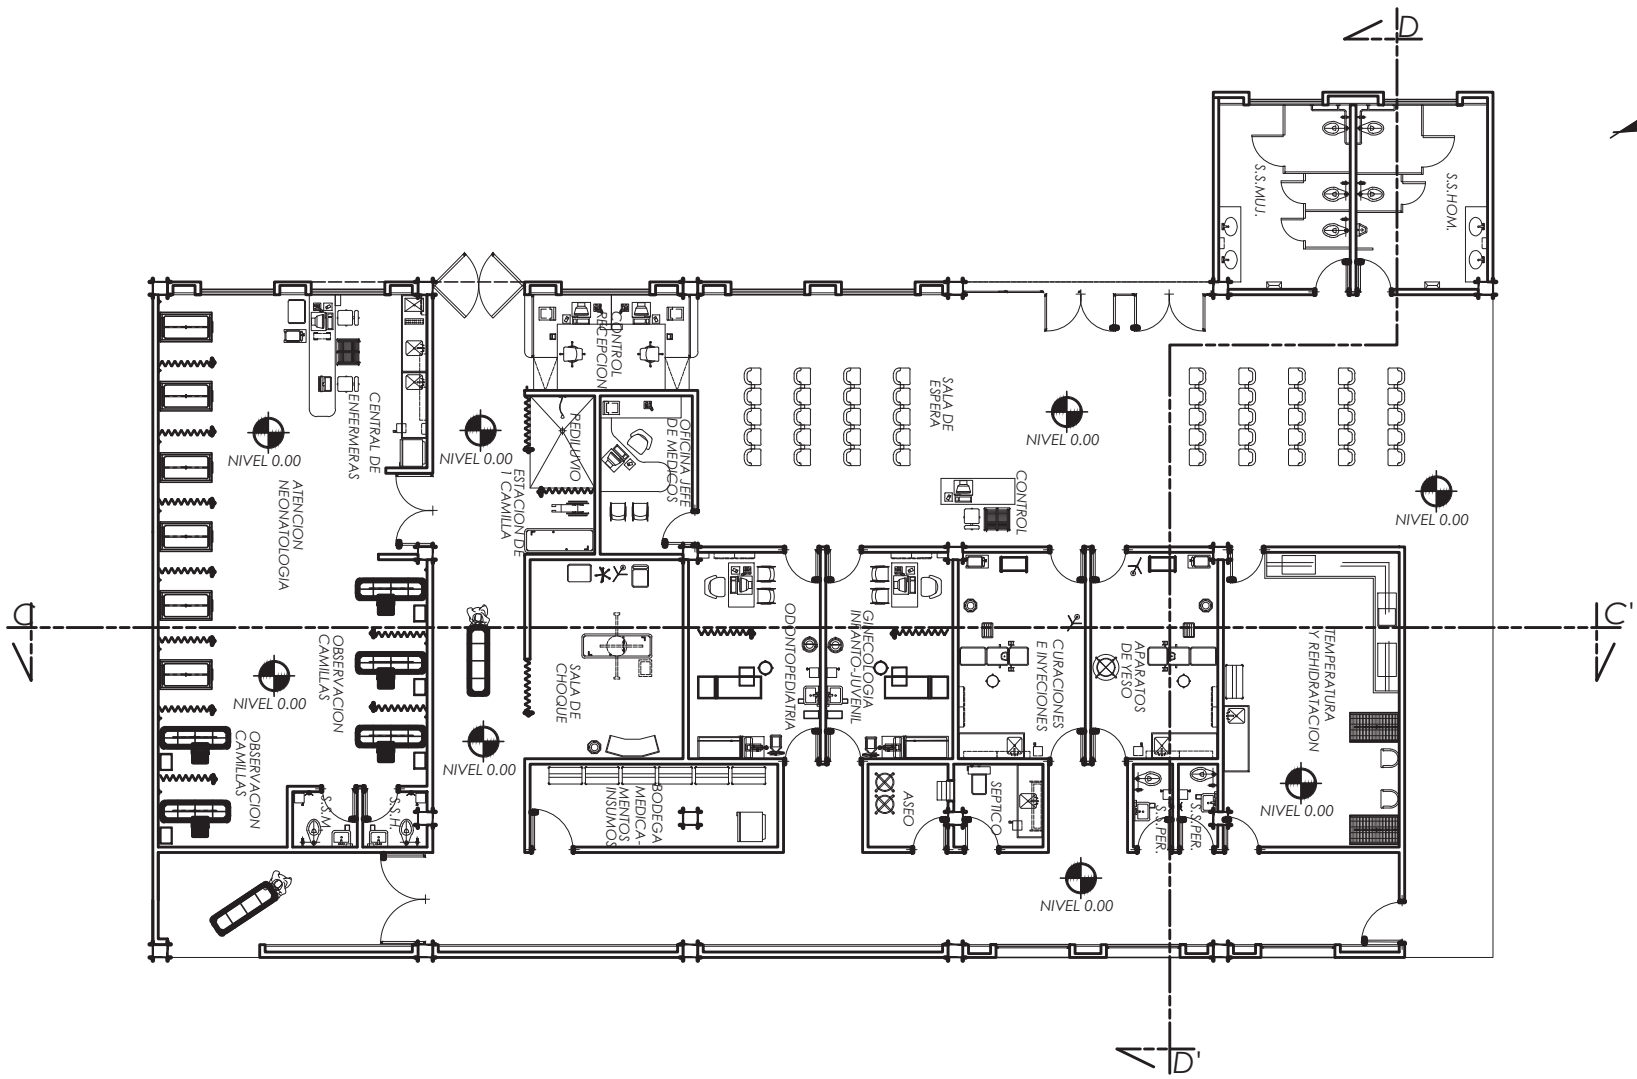 D
S.S.MUJ.
S.S.HOM.
CONTROL
RECEPCION
CENTRAL DE
ENFERMERAS
NIVEL 0.00
NIVEL 0.00
REDILUVIO
OFICINA JEFE
DE MEDICOS
SALA DE
ESPERA
NIVEL 0.00
ATENCION
NEONATOLOGIA
ESTACION DE
1 CAMILLA
CONTROL
NIVEL 0.00
C
C'
OBSERVACION
CAMILLAS
NIVEL 0.00
SALA DE
CHOQUE
ODONTOPEDIATRIA
GINECOLOGIA
INFANTO-JUVENIL
CURACIONES
E INYECIONES
APARATOS
DE YESO
TEMPERATURA
Y REHIDRATACION
OBSERVACION
CAMILLAS
NIVEL 0.00
NIVEL 0.00
S.S.M.
S.S.H.
BODEGA
MEDICA-
MENTOS
INSUMOS
ASEO
SEPTICO
S.S.PER.
S.S.PER.
NIVEL 0.00
D'